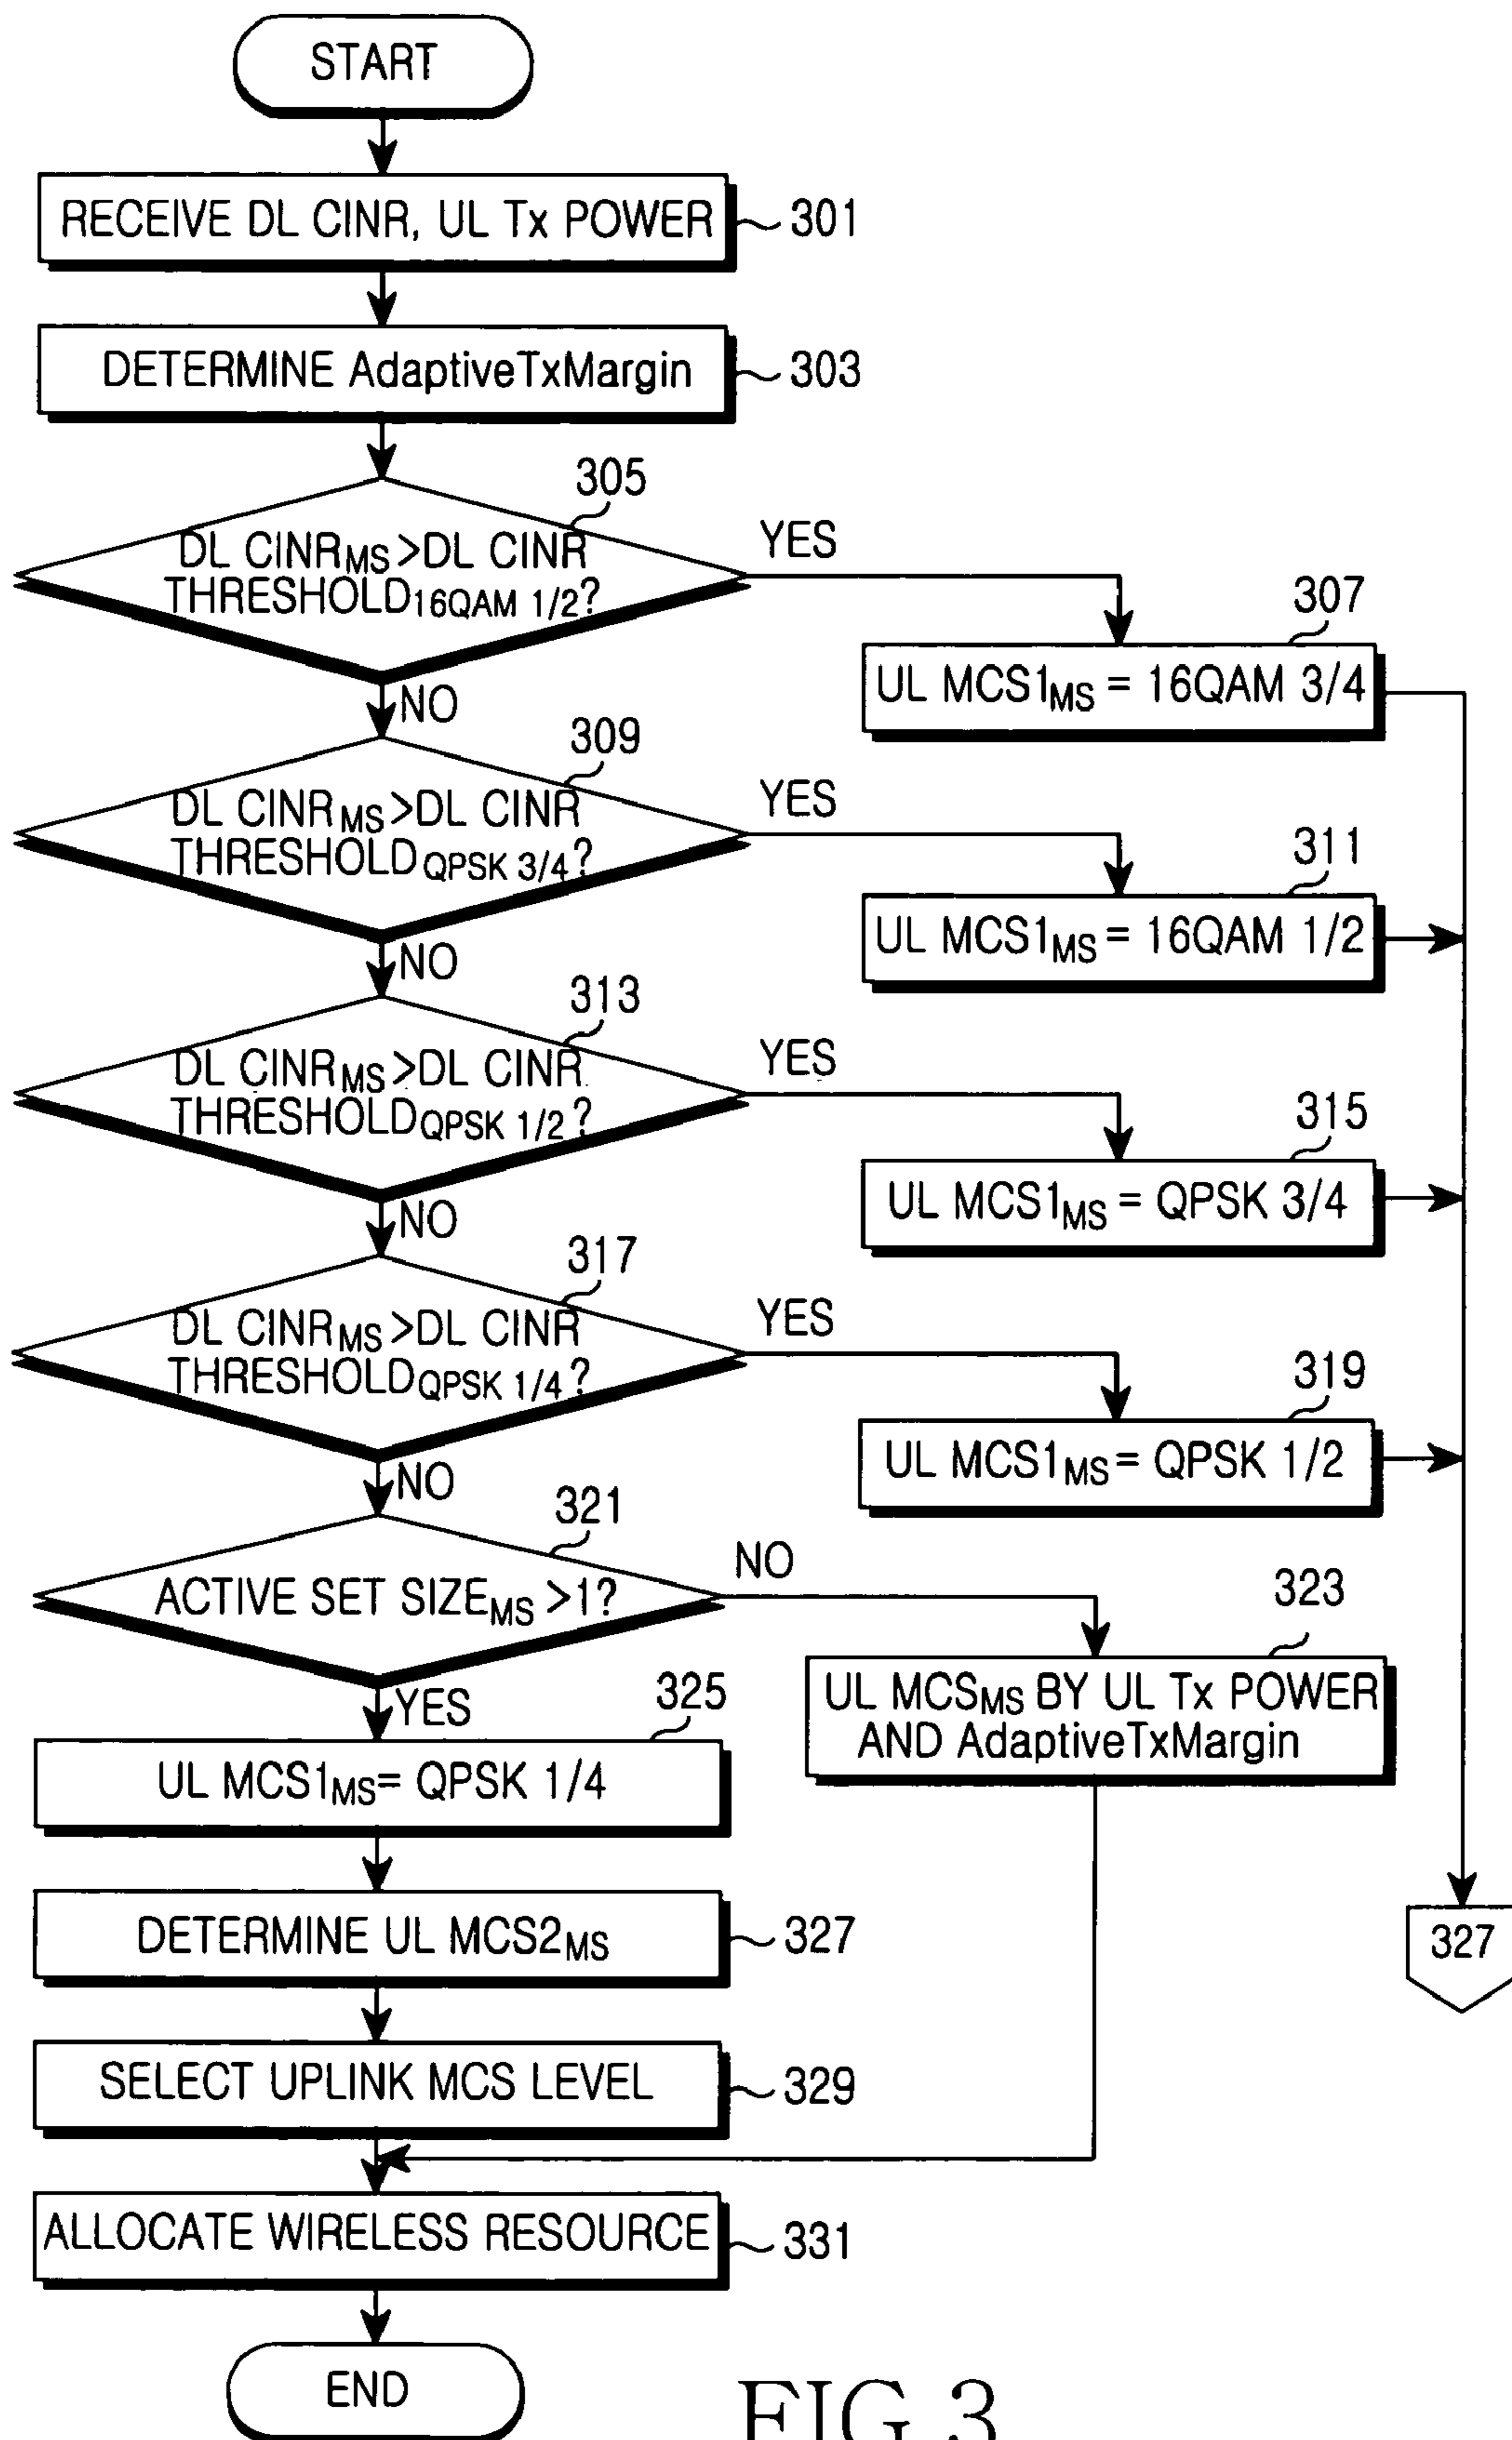 START
RECEIVE DL CINR, UL Tx POWER
301
DETERMINE AdaptiveTxMargin
303
305
DL CINRMS >DL CINR
THRESHOLD16QAM 1/2?
YES
NO
307
UL MCS1MS = 16QAM 3/4
309
DL CINRMS >DL CINR
THRESHOLDQPSK 3/4?
YES
NO
311
UL MCS1MS = 16QAM 1/2
313
DL CINRMS >DL CINR
THRESHOLDQPSK 1/2?
YES
NO
315
UL MCS1MS = QPSK 3/4
317
DL CINRMS >DL CINR
THRESHOLDQPSK 1/4?
YES
NO
319
UL MCS1MS = QPSK 1/2
321
ACTIVE SET SIZEMS >1?
NO
YES
323
UL MCSMS BY UL Tx POWER
AND AdaptiveTxMargin
325
UL MCS1MS= QPSK 1/4
DETERMINE UL MCS2MS
327
327
SELECT UPLINK MCS LEVEL
329
ALLOCATE WIRELESS RESOURCE
331
END
FIG.3